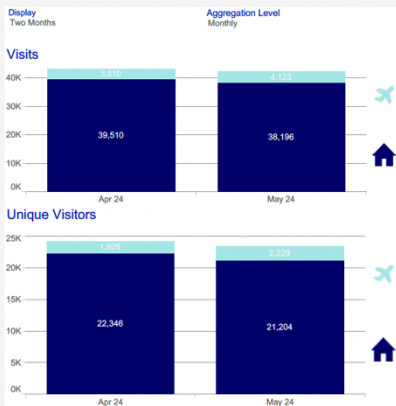 Display
Two Months
Aggregation Level
Monthly
Visits
40K
30K
20K
10K
0K
3,810
4,123
39,510
38,196
Apr 24
May 24
Unique Visitors
25K
20K
15K
10K
5K
0K
1,926
2,229
22,346
21,204
Apr 24
May 24